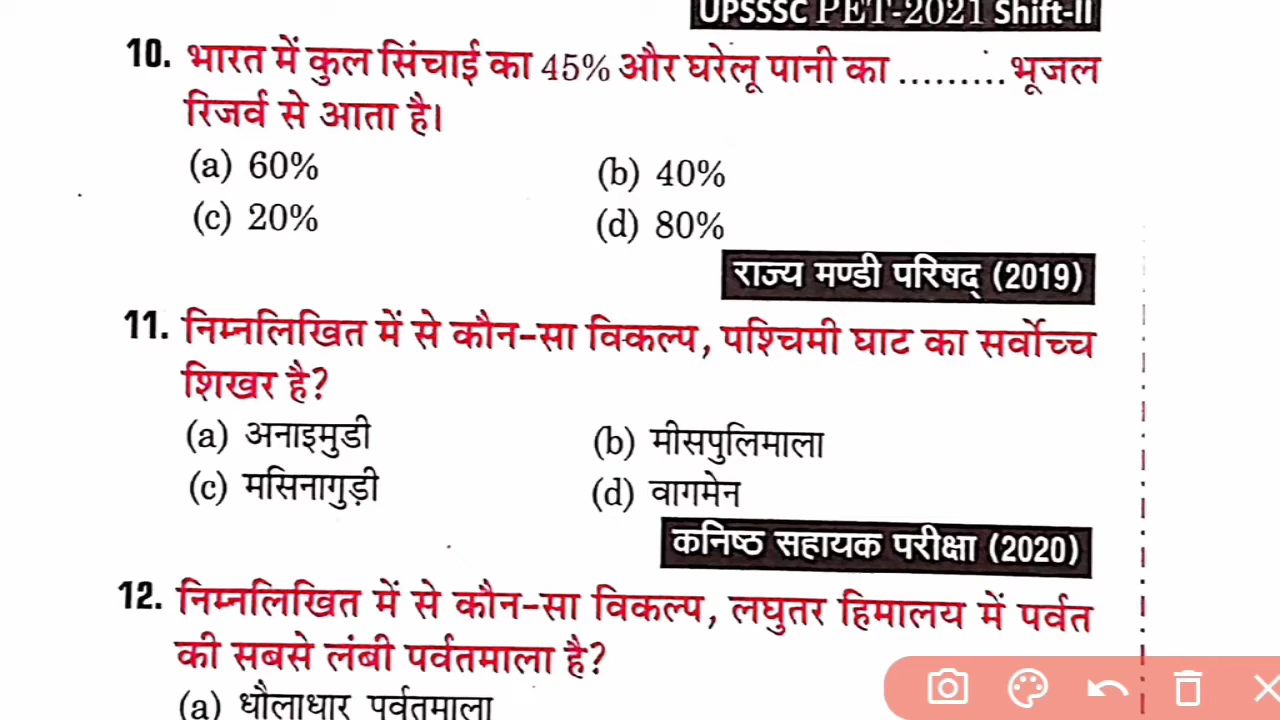 UPSSSC PET-2021 Shift-II
10. भारत में कुल सिंचाई का 45% और घरेलू पानी का ......... भूजल
रिजर्व से आता है।
(a) 60% (b) 40%
(c) 20% (d) 80%
राज्य मण्डी परिषद् (2019)
11. निम्नलिखित में से कौन-सा विकल्प, पश्चिमी घाट का सर्वोच्च
शिखर है?
(a) अनाइमुडी (b) मीसपुलिमाला
(c) मसिनागुड़ी (d) वागमेन
कनिष्ठ सहायक परीक्षा (2020)
12. निम्नलिखित में से कौन-सा विकल्प, लघुतर हिमालय में पर्वत
की सबसे लंबी पर्वतमाला है?
(a) धौलाधार पर्वतमाला